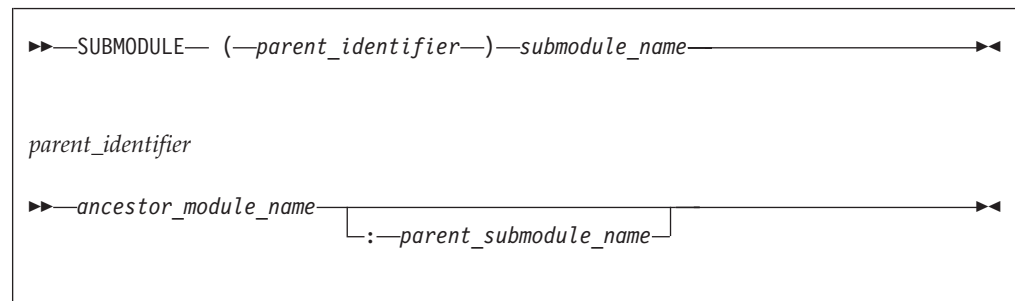 SUBMODULE ( parent_identifier ) submodule_name
parent_identifier
ancestor_module_name
: parent_submodule_name